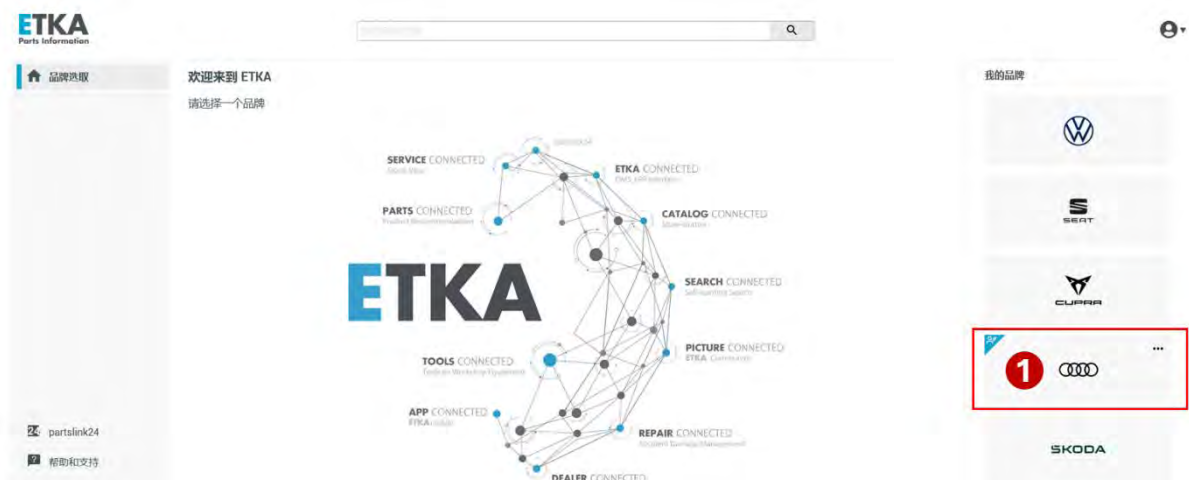 ETKA
Parts Information
品牌选取
partslink24
帮助和支持
欢迎来到 ETKA
请选择一个品牌
SERVICE CONNECTED
ETKA CONNECTED
PARTS CONNECTED
CATALOG CONNECTED
SEARCH CONNECTED
ETKA
PICTURE CONNECTED
TOOLS CONNECTED
APP CONNECTED
REPAIR CONNECTED
DEALER CONNECTED
我的品牌
SEAT
CUPRA
1
SKODA